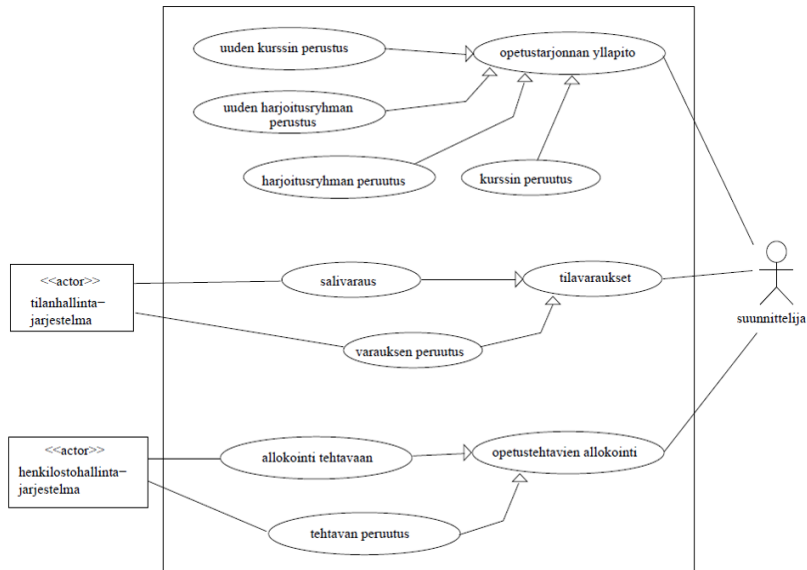 uuden kurssin perustus
opetustarjonnan yllapito
uuden harjoitusryhman
perustus
harjoitusryhman peruutus
kurssin peruutus
<<actor>>
tilanhallinta−
jarjestelma
salivaraus
tilavaraukset
suunnittelija
varauksen peruutus
<<actor>>
henkilostohallinta−
jarjestelma
allokointi tehtavaan
opetustehtavien allokointi
tehtavan peruutus